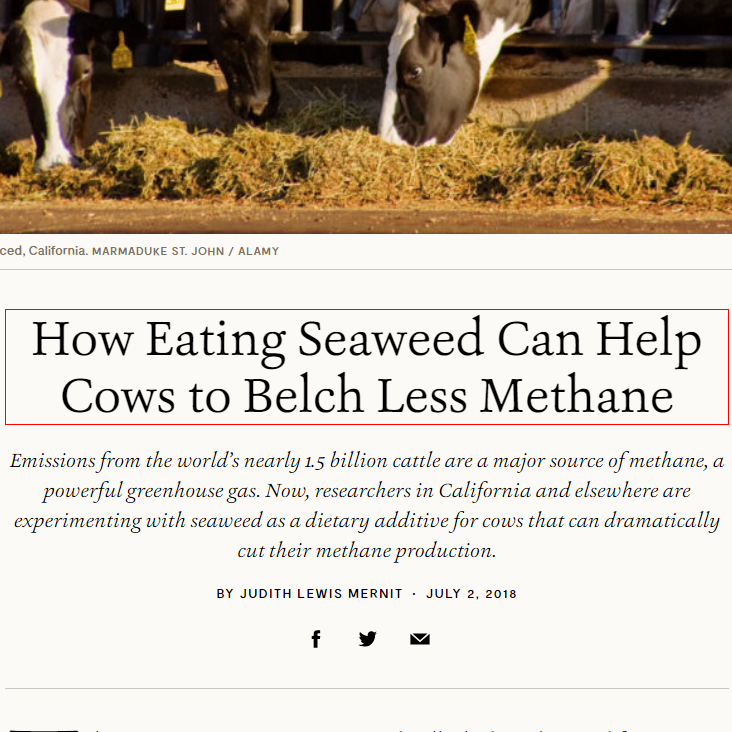 ced, California. MARMADUKE ST. JOHN / ALAMY
How Eating Seaweed Can Help
Cows to Belch Less Methane
Emissions from the world’s nearly 1.5 billion cattle are a major source of methane, a
powerful greenhouse gas. Now, researchers in California and elsewhere are
experimenting with seaweed as a dietary additive for cows that can dramatically
cut their methane production.
BY JUDITH LEWIS MERNIT · JULY 2, 2018